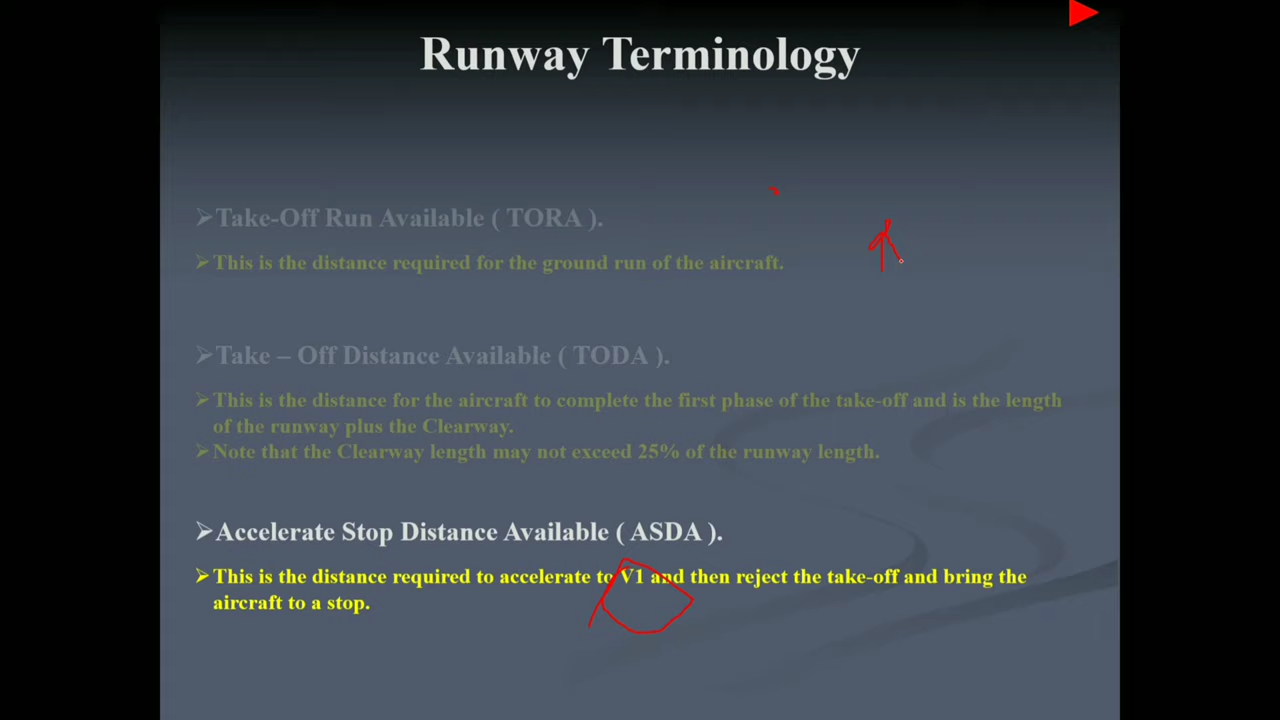 Runway Terminology
➢Take-Off Run Available ( TORA ).
➢This is the distance required for the ground run of the aircraft.
➢Take – Off Distance Available ( TODA ).
➢This is the distance for the aircraft to complete the first phase of the take-off and is the length
of the runway plus the Clearway.
➢Note that the Clearway length may not exceed 25% of the runway length.
➢Accelerate Stop Distance Available ( ASDA ).
➢This is the distance required to accelerate to V1 and then reject the take-off and bring the
aircraft to a stop.